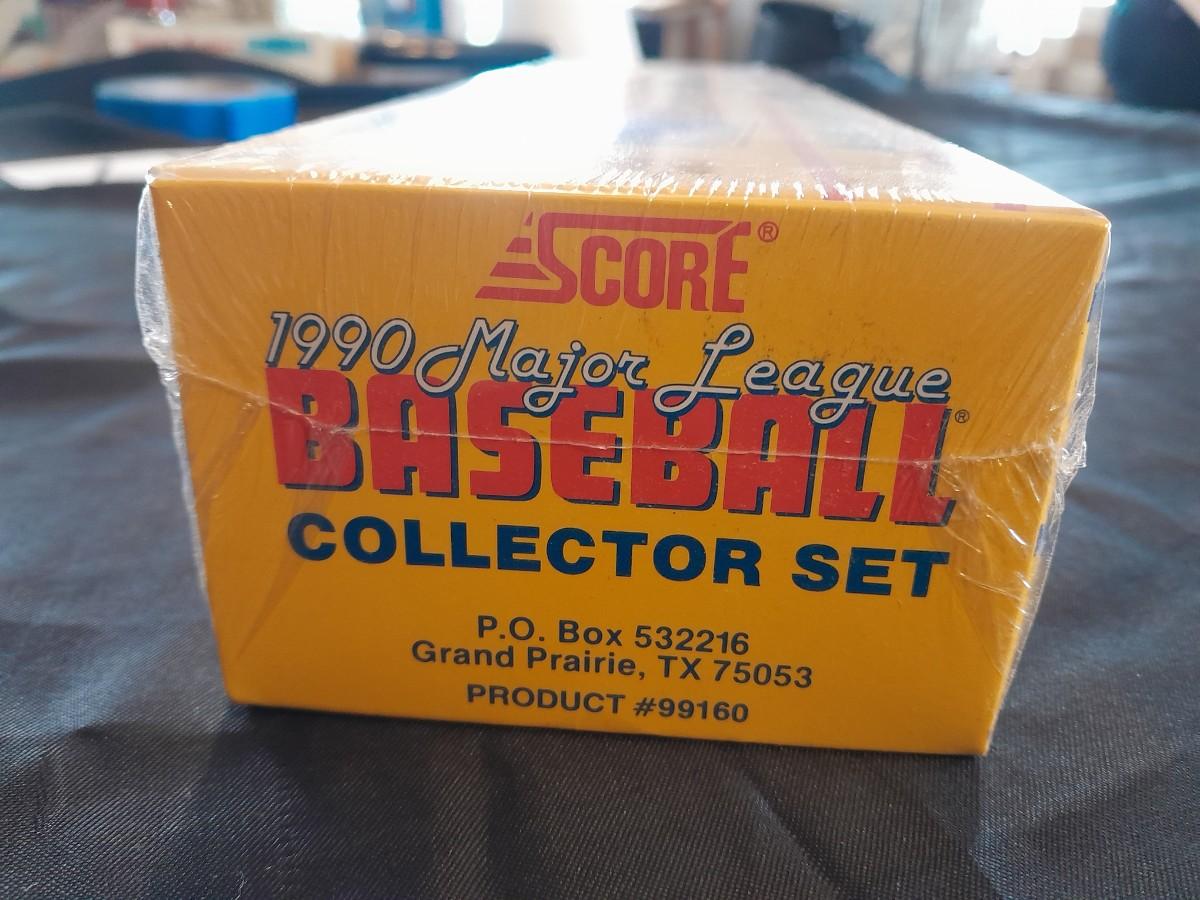 SCORE®
1990 Major League
BASEBALL®
COLLECTOR SET
P.O. Box 532216
Grand Prairie, TX 75053
PRODUCT #99160